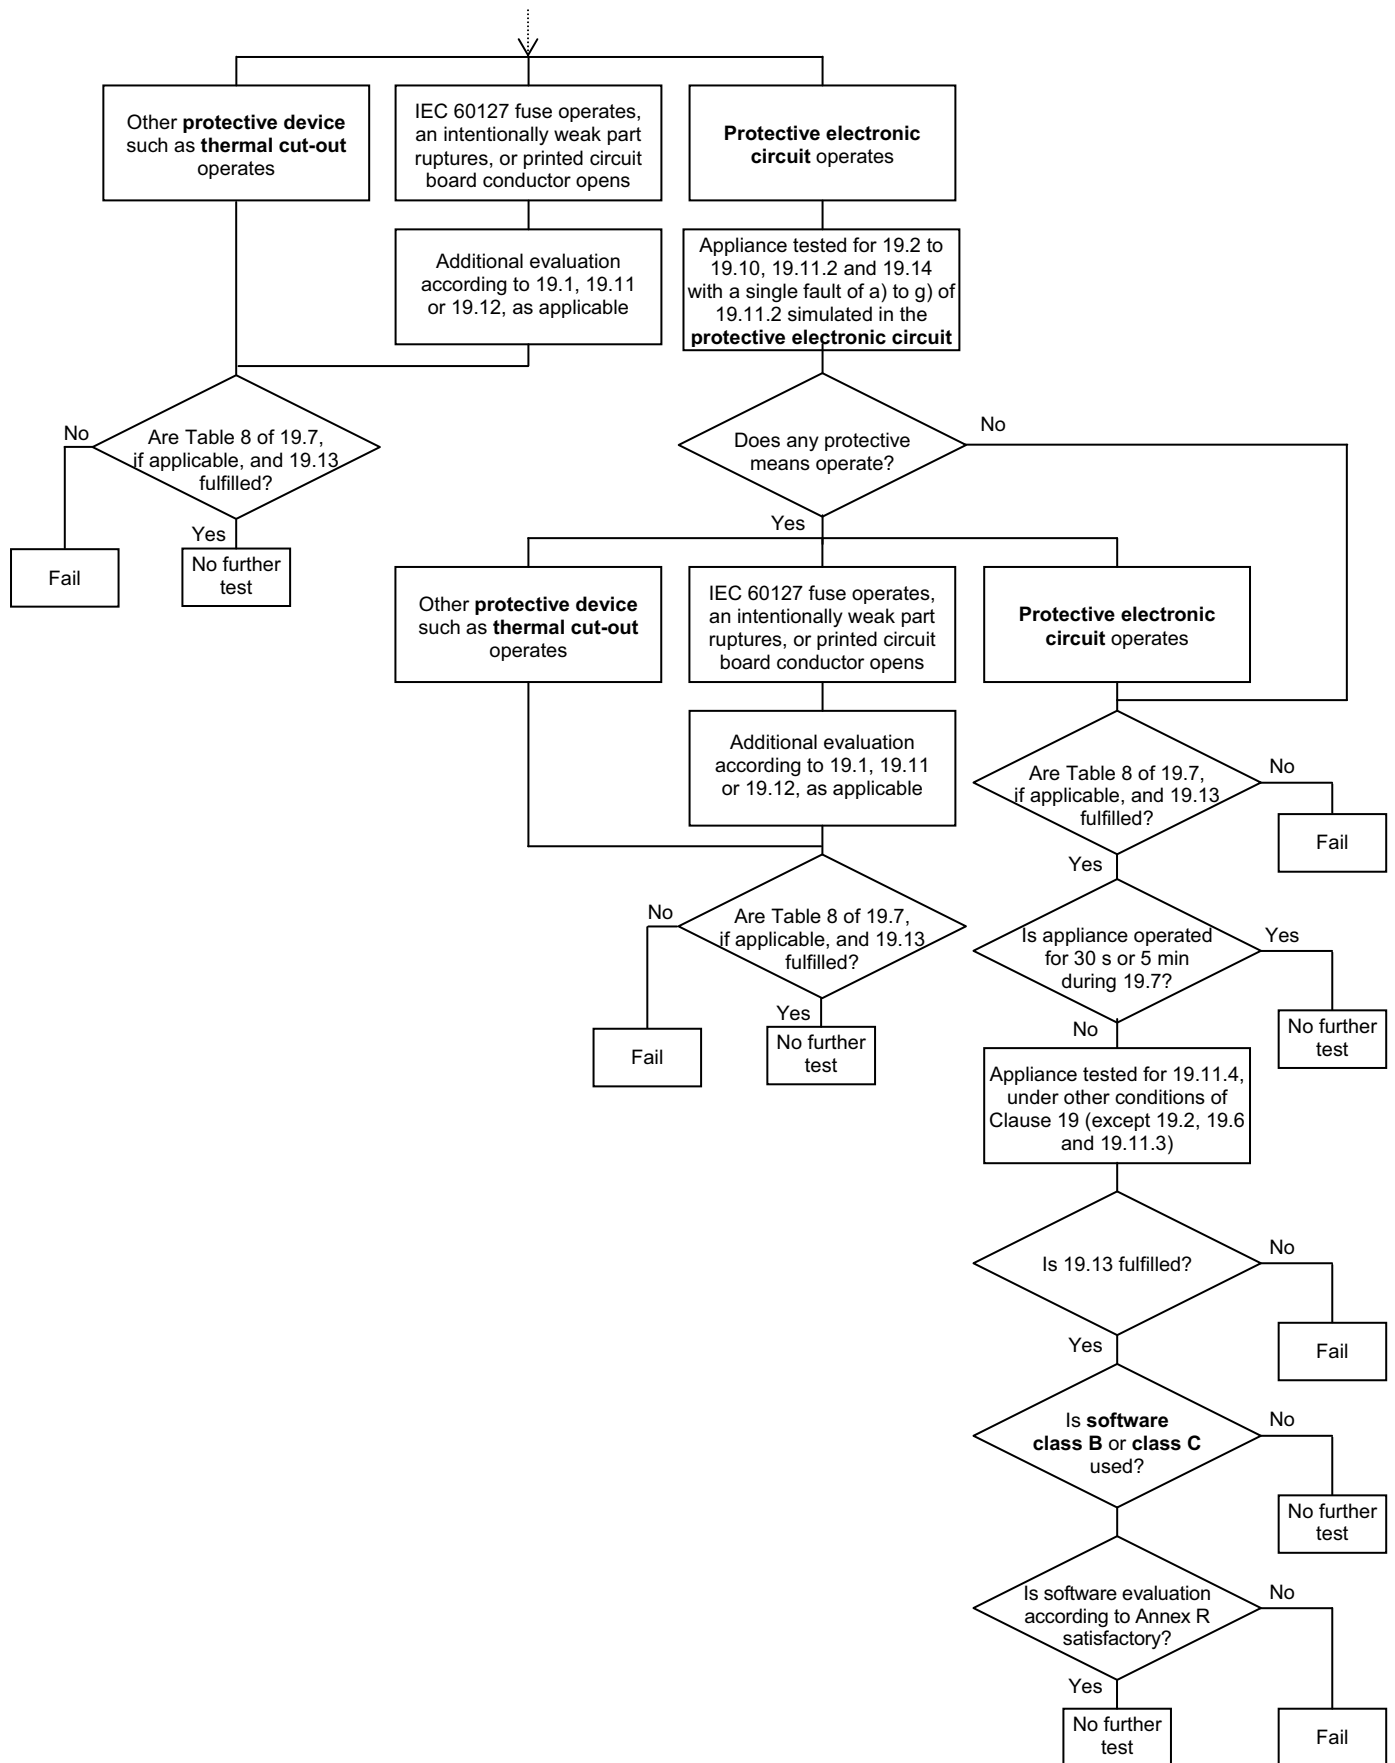 Other protective device
such as thermal cut-out
operates
IEC 60127 fuse operates,
an intentionally weak part
ruptures, or printed circuit
board conductor opens
Protective electronic
circuit operates
Additional evaluation
according to 19.1, 19.11
or 19.12, as applicable
Appliance tested for 19.2 to
19.10, 19.11.2 and 19.14
with a single fault of a) to g) of
19.11.2 simulated in the
protective electronic circuit
No
Are Table 8 of 19.7,
if applicable, and 19.13
fulfilled?
Yes
Fail
No further
test
Does any protective
means operate?
No
Yes
Other protective device
such as thermal cut-out
operates
IEC 60127 fuse operates,
an intentionally weak part
ruptures, or printed circuit
board conductor opens
Protective electronic
circuit operates
Additional evaluation
according to 19.1, 19.11
or 19.12, as applicable
Are Table 8 of 19.7,
if applicable, and 19.13
fulfilled?
No
Fail
Yes
No
Are Table 8 of 19.7,
if applicable, and 19.13
fulfilled?
Yes
Fail
No further
test
Is appliance operated
for 30 s or 5 min
during 19.7?
Yes
No further
test
No
Appliance tested for 19.11.4,
under other conditions of
Clause 19 (except 19.2, 19.6
and 19.11.3)
Is 19.13 fulfilled?
No
Fail
Yes
Is software
class B or class C
used?
No
No further
test
Is software evaluation
according to Annex R
satisfactory?
No
Yes
No further
test
Fail